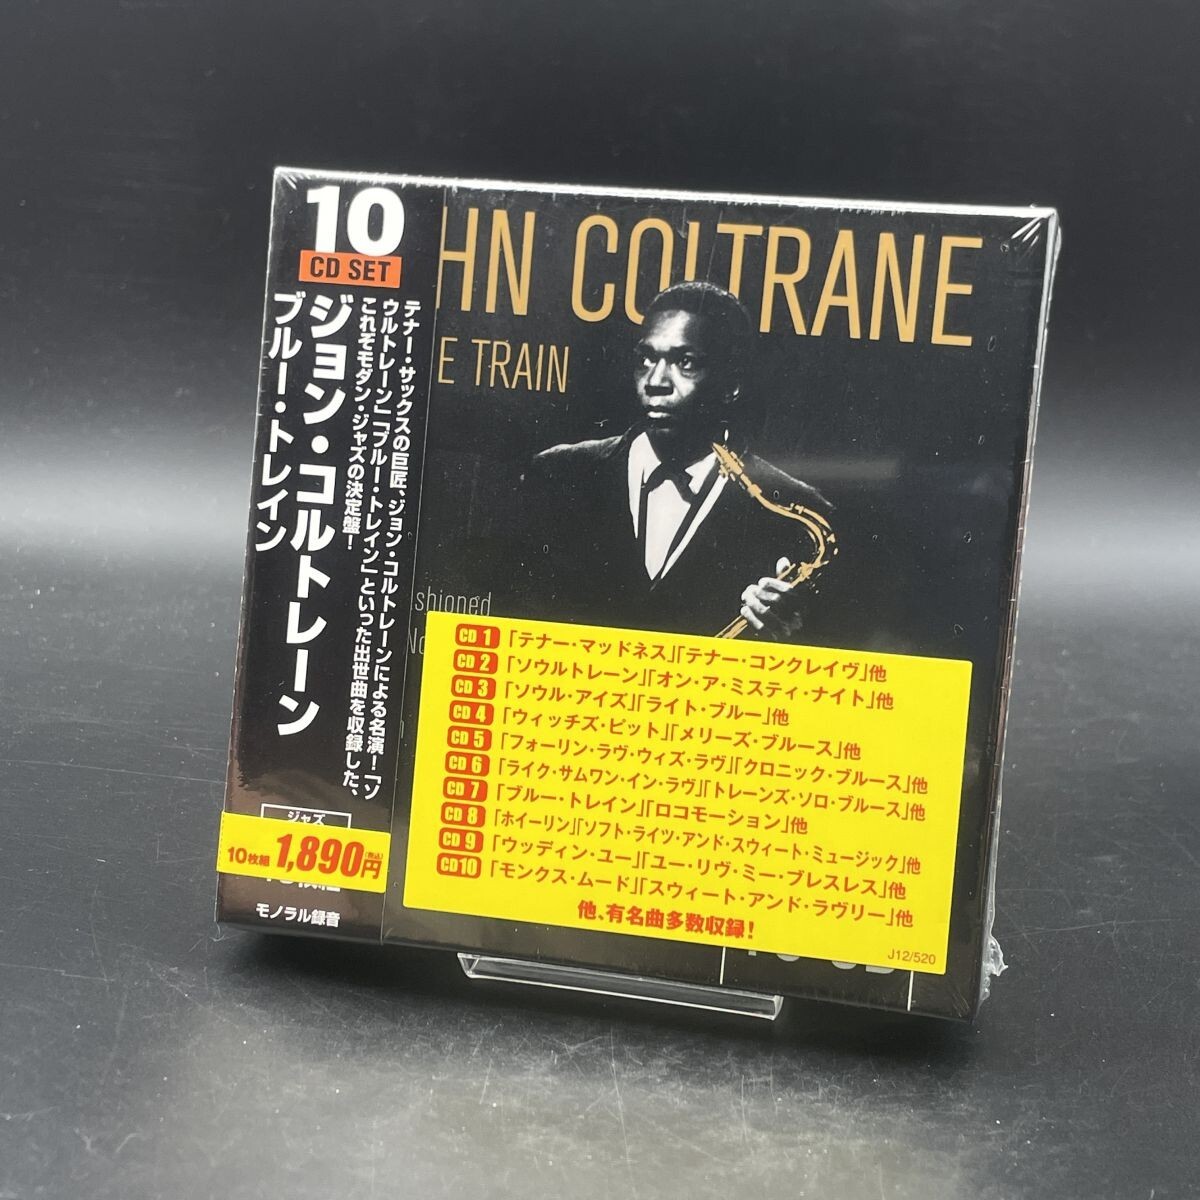 10
CD SET
ジョン・コルトレーン
ブルー・トレイン
テナー・サックスの巨匠、ジョン・コルトレーンによる名演!「ソ
ウルトレーン」「ブルー・トレイン」といった出世曲を収録した、
これぞモダン・ジャズの決定盤!
ジャズ
10枚組 1,890円(税込)
モノラル録音
HN COLTRANE
E TRAIN
shioned
No
CD 1 「テナー・マッドネス」「テナー・コンクレイヴ」他
CD 2 「ソウルトレーン」「オン・ア・ミスティ・ナイト」他
CD 3 「ソウル・アイズ」「ライト・ブルー」他
CD 4 「ウィッチズ・ピット」「メリーズ・ブルース」他
CD 5 「フォーリン・ラヴ・ウィズ・ラヴ」「クロニック・ブルース」他
CD 6 「ライク・サムワン・イン・ラヴ」「トレーンズ・ソロ・ブルース」他
CD 7 「ブルー・トレイン」「ロコモーション」他
CD 8 「ホイーリン」「ソフト・ライツ・アンド・スウィート・ミュージック」他
CD 9 「ウッディン・ユー」「ユー・リヴ・ミー・ブレスレス」他
CD10 「モンクス・ムード」「スウィート・アンド・ラヴリー」他
他、有名曲多数収録!
J12/520